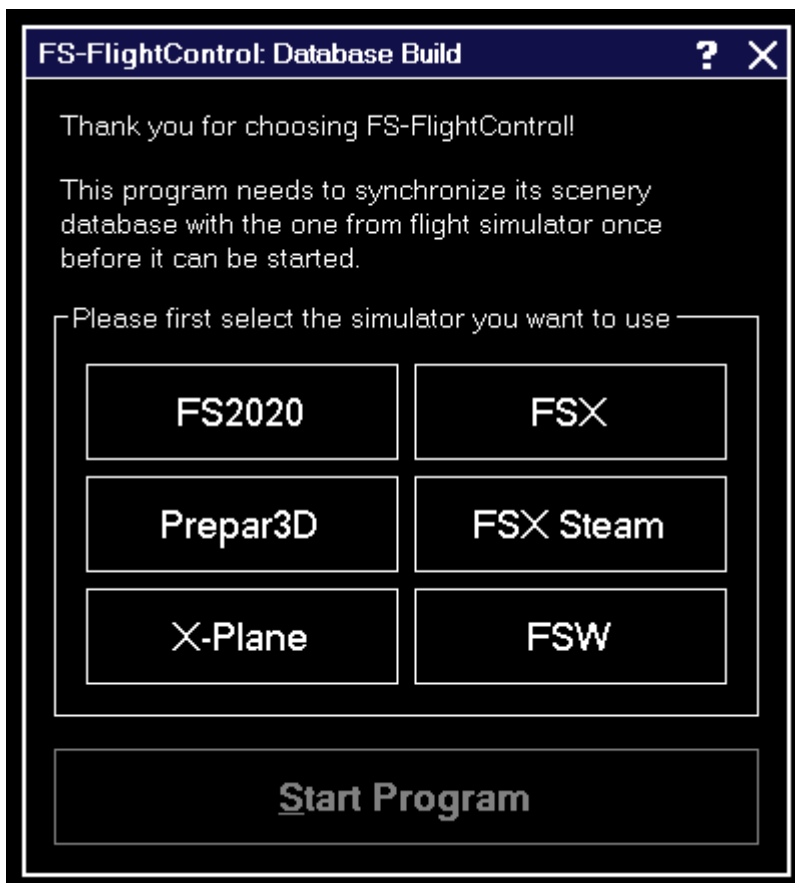 FS-FlightControl: Database Build ? X
Thank you for choosing FS-FlightControl!
This program needs to synchronize its scenery
database with the one from flight simulator once
before it can be started.
Please first select the simulator you want to use
FS2020 FSX
Prepar3D FSX Steam
X-Plane FSW
Start Program